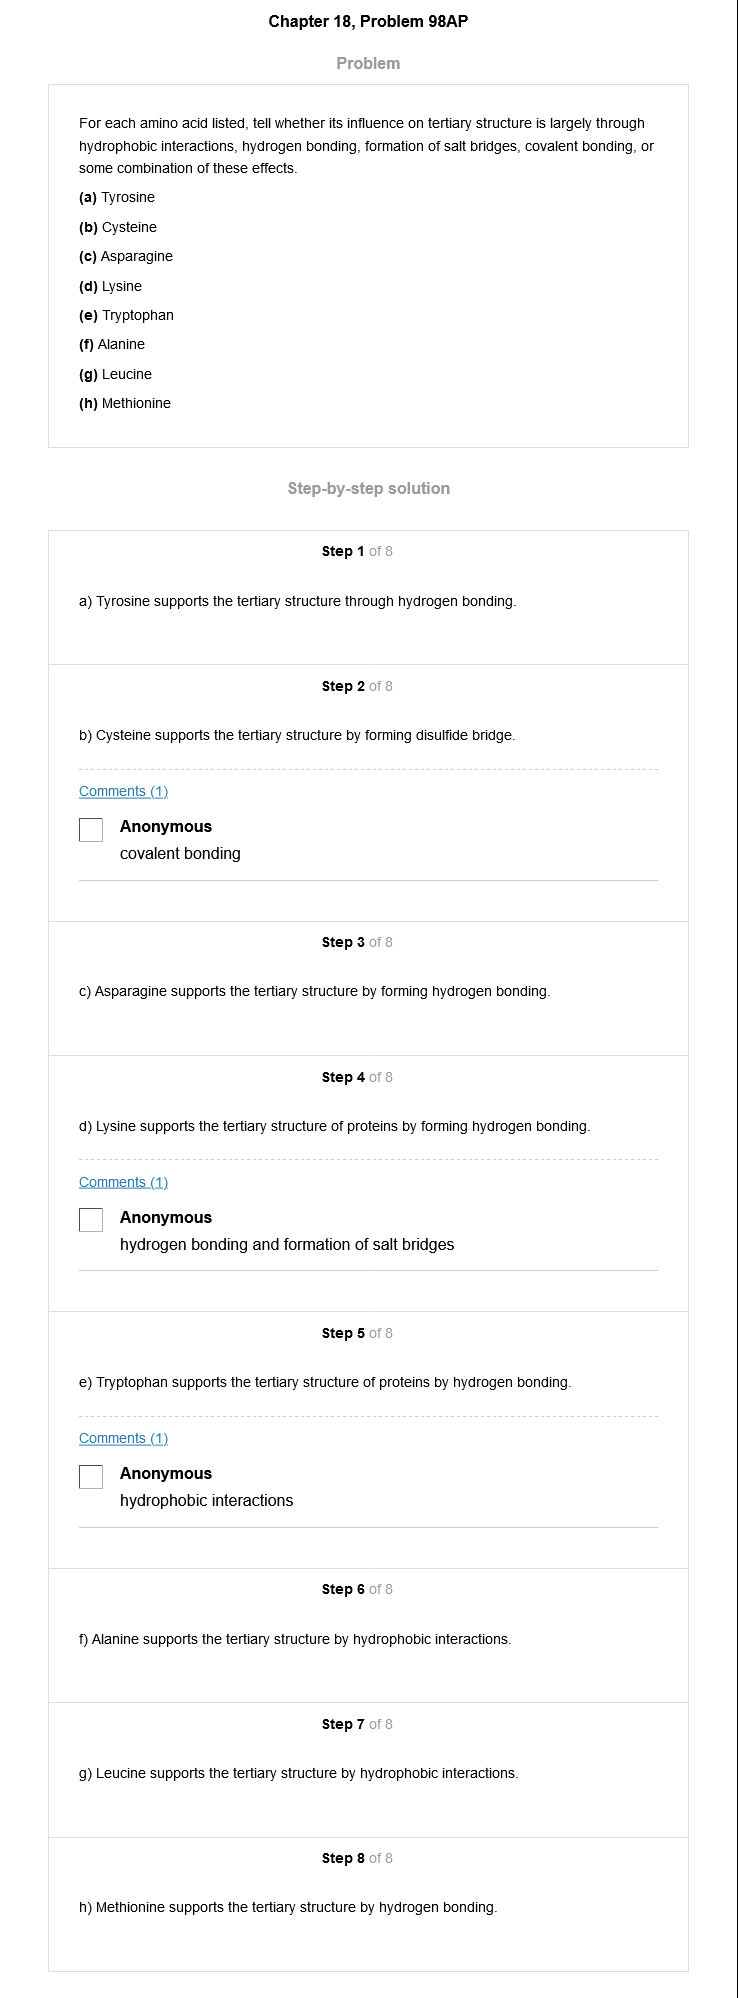 Chapter 18, Problem 98AP
Problem
For each amino acid listed, tell whether its influence on tertiary structure is largely through
hydrophobic interactions, hydrogen bonding, formation of salt bridges, covalent bonding, or
some combination of these effects.
(a) Tyrosine
(b) Cysteine
(c) Asparagine
(d) Lysine
(e) Tryptophan
(f) Alanine
(g) Leucine
(h) Methionine
Step-by-step solution
Step 1 of 8
a) Tyrosine supports the tertiary structure through hydrogen bonding.
Step 2 of 8
b) Cysteine supports the tertiary structure by forming disulfide bridge.
Comments (1)
Anonymous
covalent bonding
Step 3 of 8
c) Asparagine supports the tertiary structure by forming hydrogen bonding.
Step 4 of 8
d) Lysine supports the tertiary structure of proteins by forming hydrogen bonding.
Comments (1)
Anonymous
hydrogen bonding and formation of salt bridges
Step 5 of 8
e) Tryptophan supports the tertiary structure of proteins by hydrogen bonding.
Comments (1)
Anonymous
hydrophobic interactions
Step 6 of 8
f) Alanine supports the tertiary structure by hydrophobic interactions.
Step 7 of 8
g) Leucine supports the tertiary structure by hydrophobic interactions.
Step 8 of 8
h) Methionine supports the tertiary structure by hydrogen bonding.